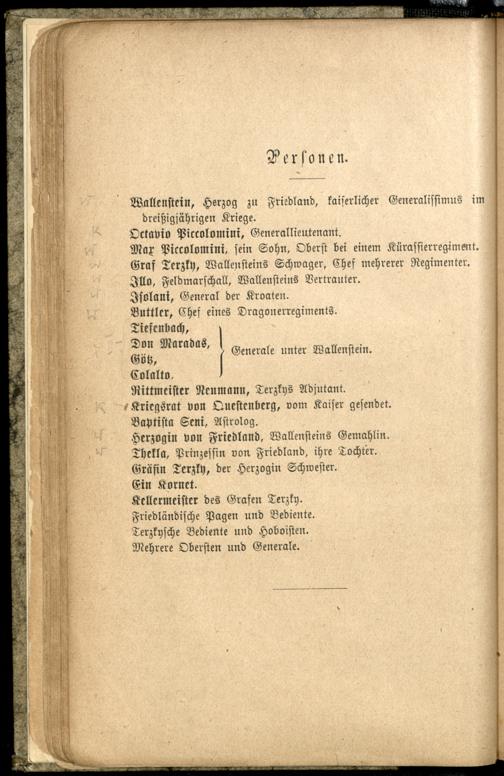 Personen.
Wallenstein, Herzog zu Friedland, kaiserlicher Generalissimus im
dreißigjährigen Kriege.
Octavio Piccolomini, Generallieutenant.
Max Piccolomini, sein Sohn, Oberst bei einem Kürassierregiment.
Graf Terzky, Wallensteins Schwager, Chef mehrerer Regimenter.
Illo, Feldmarschall, Wallensteins Vertrauter.
Isolani, General der Kroaten.
Buttler, Chef eines Dragonerregiments.
Tiefenbach,
Don Maradas,
Götz,
Colalto.
Generale unter Wallenstein.
Rittmeister Neumann, Terzkys Adjutant.
Kriegsrat von Questenberg, vom Kaiser gesendet.
Baptista Seni, Astrolog.
Herzogin von Friedland, Wallensteins Gemahlin.
Thekla, Prinzessin von Friedland, ihre Tochter.
Gräfin Terzky, der Herzogin Schwester.
Ein Kornet.
Kellermeister des Grafen Terzky.
Friedländische Pagen und Bediente.
Terzkysche Bediente und Hoboisten.
Mehrere Obersten und Generale.